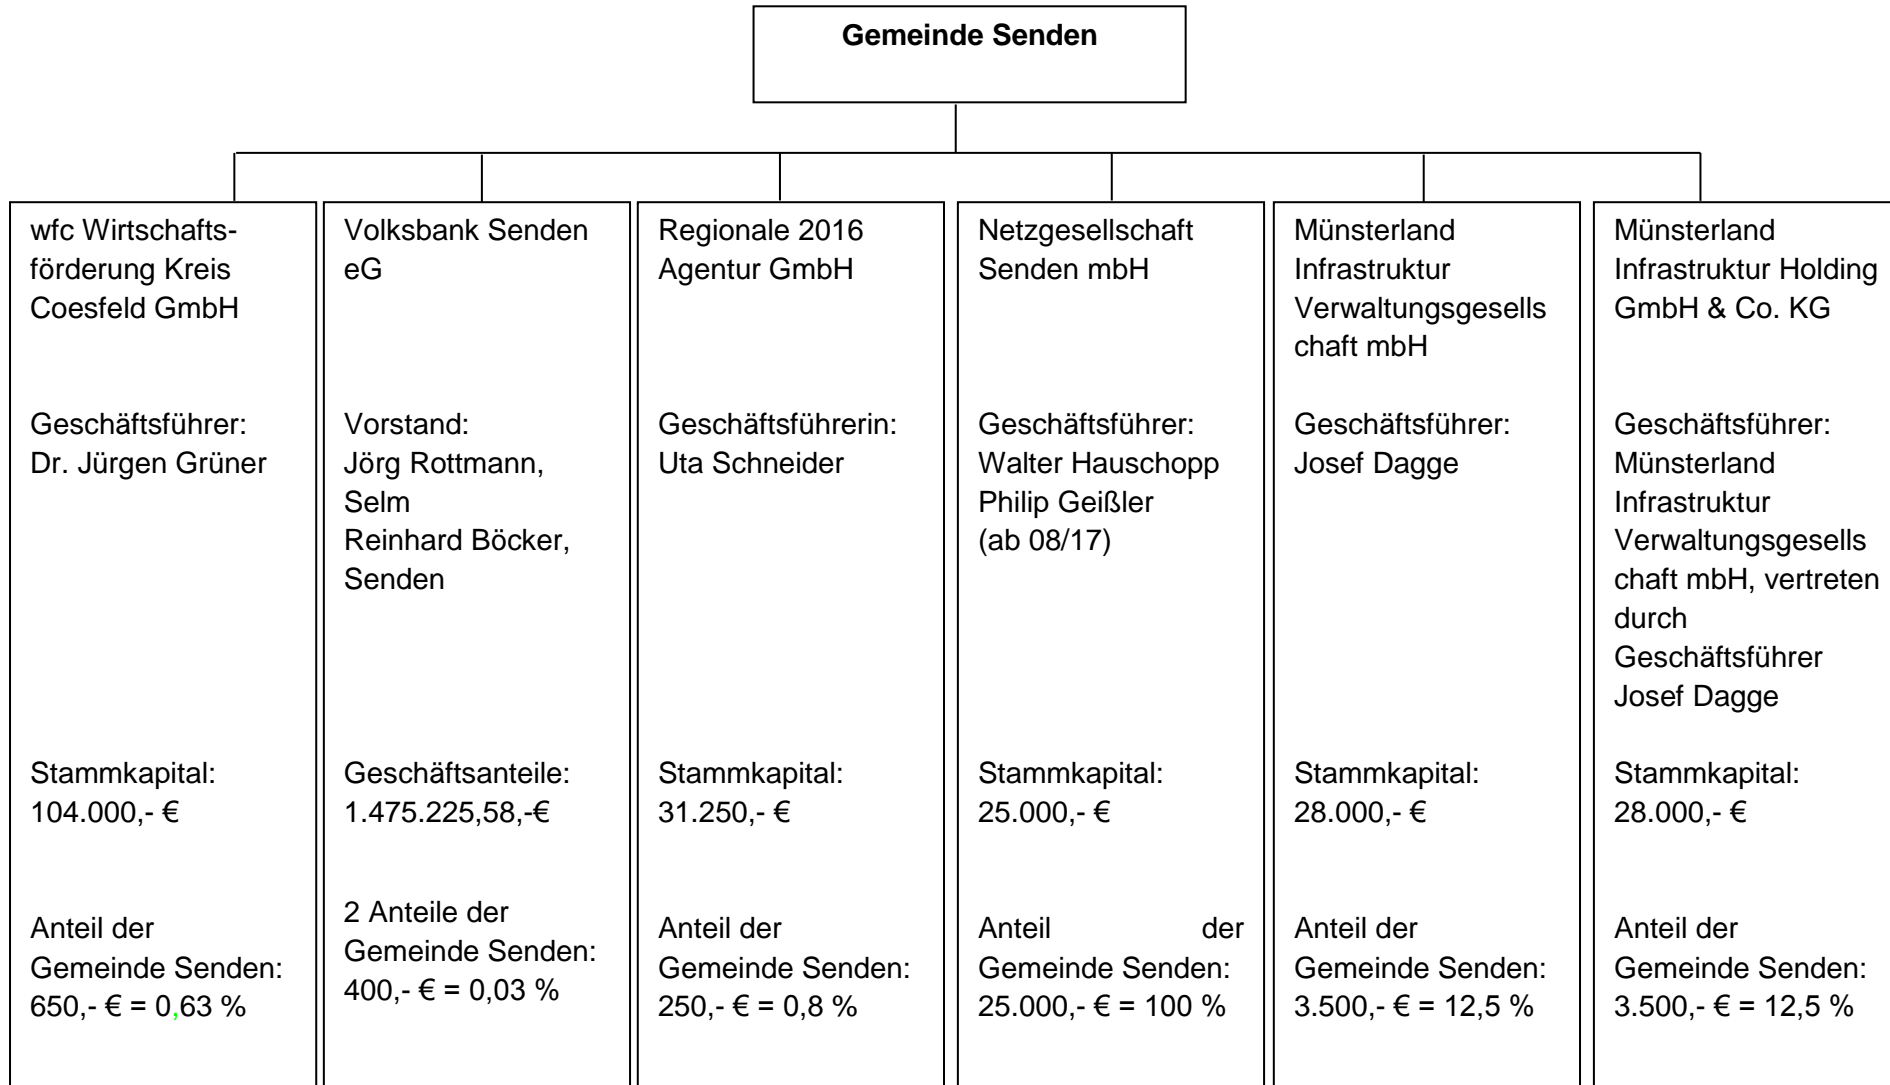 Gemeinde Senden
wfc Wirtschafts-
förderung Kreis
Coesfeld GmbH
Geschäftsführer:
Dr. Jürgen Grüner
Stammkapital:
104.000,- €
Anteil der
Gemeinde Senden:
650,- € = 0,63 %
Volksbank Senden
eG
Vorstand:
Jörg Rottmann,
Selm
Reinhard Böcker,
Senden
Geschäftsanteile:
1.475.225,58,-€
2 Anteile der
Gemeinde Senden:
400,- € = 0,03 %
Regionale 2016
Agentur GmbH
Geschäftsführerin:
Uta Schneider
Stammkapital:
31.250,- €
Anteil der
Gemeinde Senden:
250,- € = 0,8 %
Netzgesellschaft
Senden mbH
Geschäftsführer:
Walter Hauschopp
Philip Geißler
(ab 08/17)
Stammkapital:
25.000,- €
Anteil der
Gemeinde Senden:
25.000,- € = 100 %
Münsterland
Infrastruktur
Verwaltungsgesells
chaft mbH
Geschäftsführer:
Josef Dagge
Stammkapital:
28.000,- €
Anteil der
Gemeinde Senden:
3.500,- € = 12,5 %
Münsterland
Infrastruktur Holding
GmbH & Co. KG
Geschäftsführer:
Münsterland
Infrastruktur
Verwaltungsgesells
chaft mbH, vertreten
durch
Geschäftsführer
Josef Dagge
Stammkapital:
28.000,- €
Anteil der
Gemeinde Senden:
3.500,- € = 12,5 %